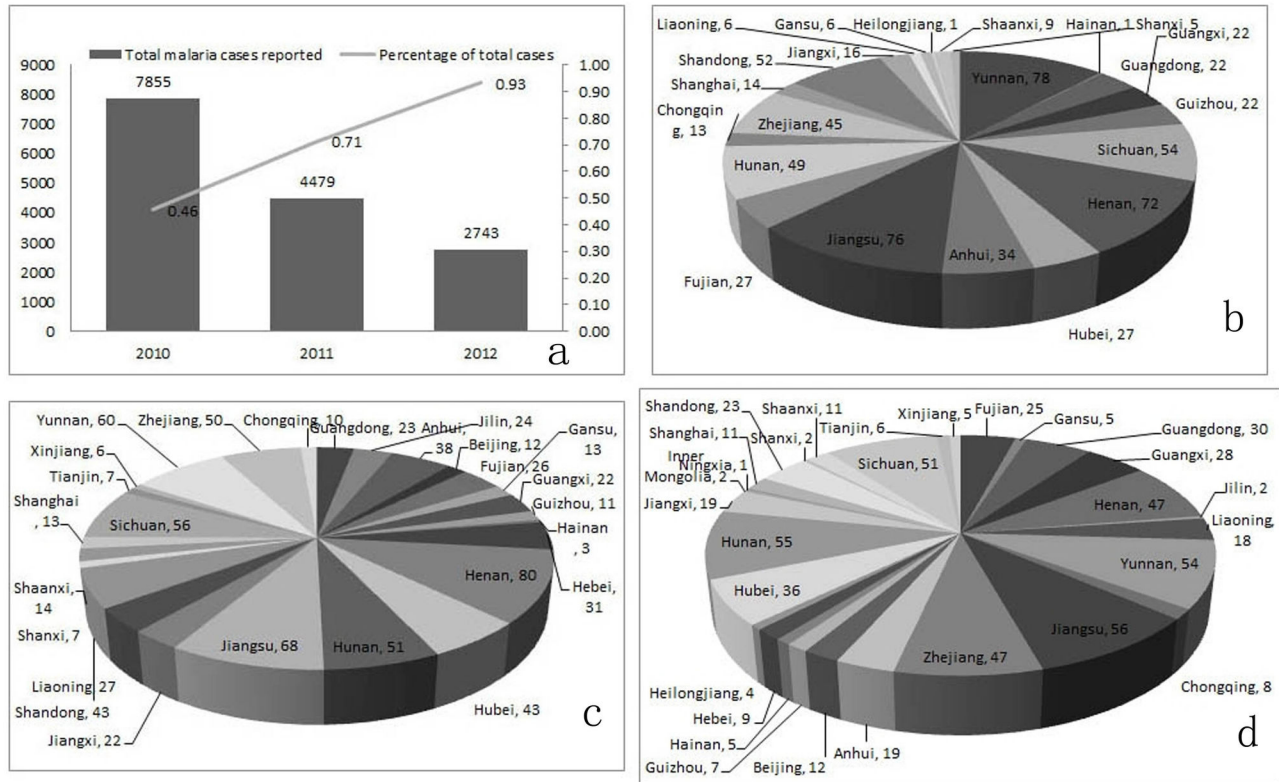 Total malaria cases reported
Percentage of total cases
9000
8000
7000
6000
5000
4000
3000
2000
1000
0
7855
4479
2743
0.46
0.71
0.93
1.00
0.90
0.80
0.70
0.60
0.50
0.40
0.30
0.20
0.10
0.00
2010
2011
2012
a
Liaoning, 6
Gansu, 6
Heilongjiang, 1
Shaanxi, 9
Hainan, 1
Shanxi, 5
Guangxi, 22
Jiangxi, 16
Shandong, 52
Yunnan, 78
Guangdong, 22
Shanghai, 14
Guizhou, 22
Chongqin
g, 13
Zhejiang, 45
Sichuan, 54
Hunan, 49
Henan, 72
Jiangsu, 76
Anhui, 34
Fujian, 27
Hubei, 27
b
Yunnan, 60
Zhejiang, 50
Chongqing, 10
Guangdong, 23
Anhui,
38
Jilin, 24
Beijing, 12
Gansu,
13
Fujian, 26
Xinjiang, 6
Tianjin, 7
Guangxi, 22
Guizhou, 11
Shanghai
, 13
Hainan
, 3
Sichuan, 56
Henan, 80
Hebei,
31
Shaanxi,
14
Shanxi, 7
Jiangsu, 68
Hunan, 51
Liaoning, 27
Shandong, 43
Hubei, 43
Jiangxi, 22
c
Shandong, 23
Shaanxi, 11
Xinjiang, 5
Fujian, 25
Gansu, 5
Shanghai, 11
Shanxi, 2
Tianjin, 6
Guangdong, 30
Guangxi, 28
Inner
Mongolia, 2
Ningxia, 1
Sichuan, 51
Henan, 47
Jilin, 2
Jiangxi, 19
Liaoning,
18
Hunan, 55
Yunnan, 54
Hubei, 36
Jiangsu, 56
Zhejiang, 47
Chongqing, 8
Heilongjiang, 4
Hebei, 9
Hainan, 5
Guizhou, 7
Beijing, 12
Anhui, 19
d